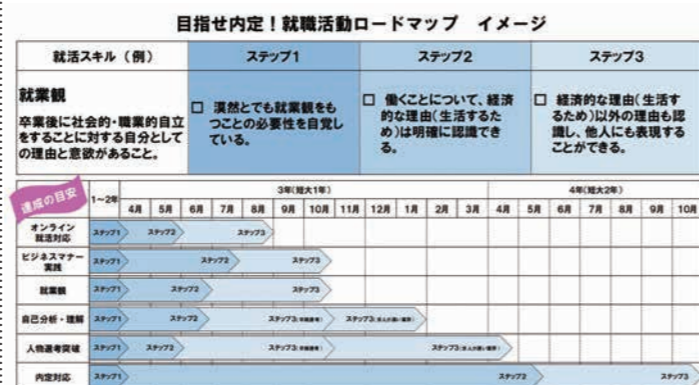 目指せ内定！就職活動ロードマップ　イメージ
就活スキル（例）
ステップ1
ステップ2
ステップ3
就業観
卒業後に社会的・職業的自立
をすることに対する自分として
の理由と意欲があること。
□ 漠然とでも就業観をも
つことの必要性を自覚し
ている。
□ 働くことについて、経済
的な理由（生活するた
め）は明確に認識でき
る。
□ 経済的な理由（生活す
るため）以外の理由も認
識し、他人にも表現する
ことができる。
達成の目安
1～2年
3年（短大1年）
4年（短大2年）
4月 5月 6月 7月 8月 9月 10月 11月 12月 1月 2月 3月 4月 5月 6月 7月 8月 9月 10月
オンライン
就活対応
ステップ1 ステップ2 ステップ3
ビジネスマナー
実践
ステップ1 ステップ2 ステップ3
就業観
ステップ1 ステップ2 ステップ3
自己分析・理解
ステップ1 ステップ2 ステップ3 ステップ3
人物選考突破
ステップ1 ステップ2 ステップ3 ステップ3
内定対応
ステップ1 ステップ2 ステップ3